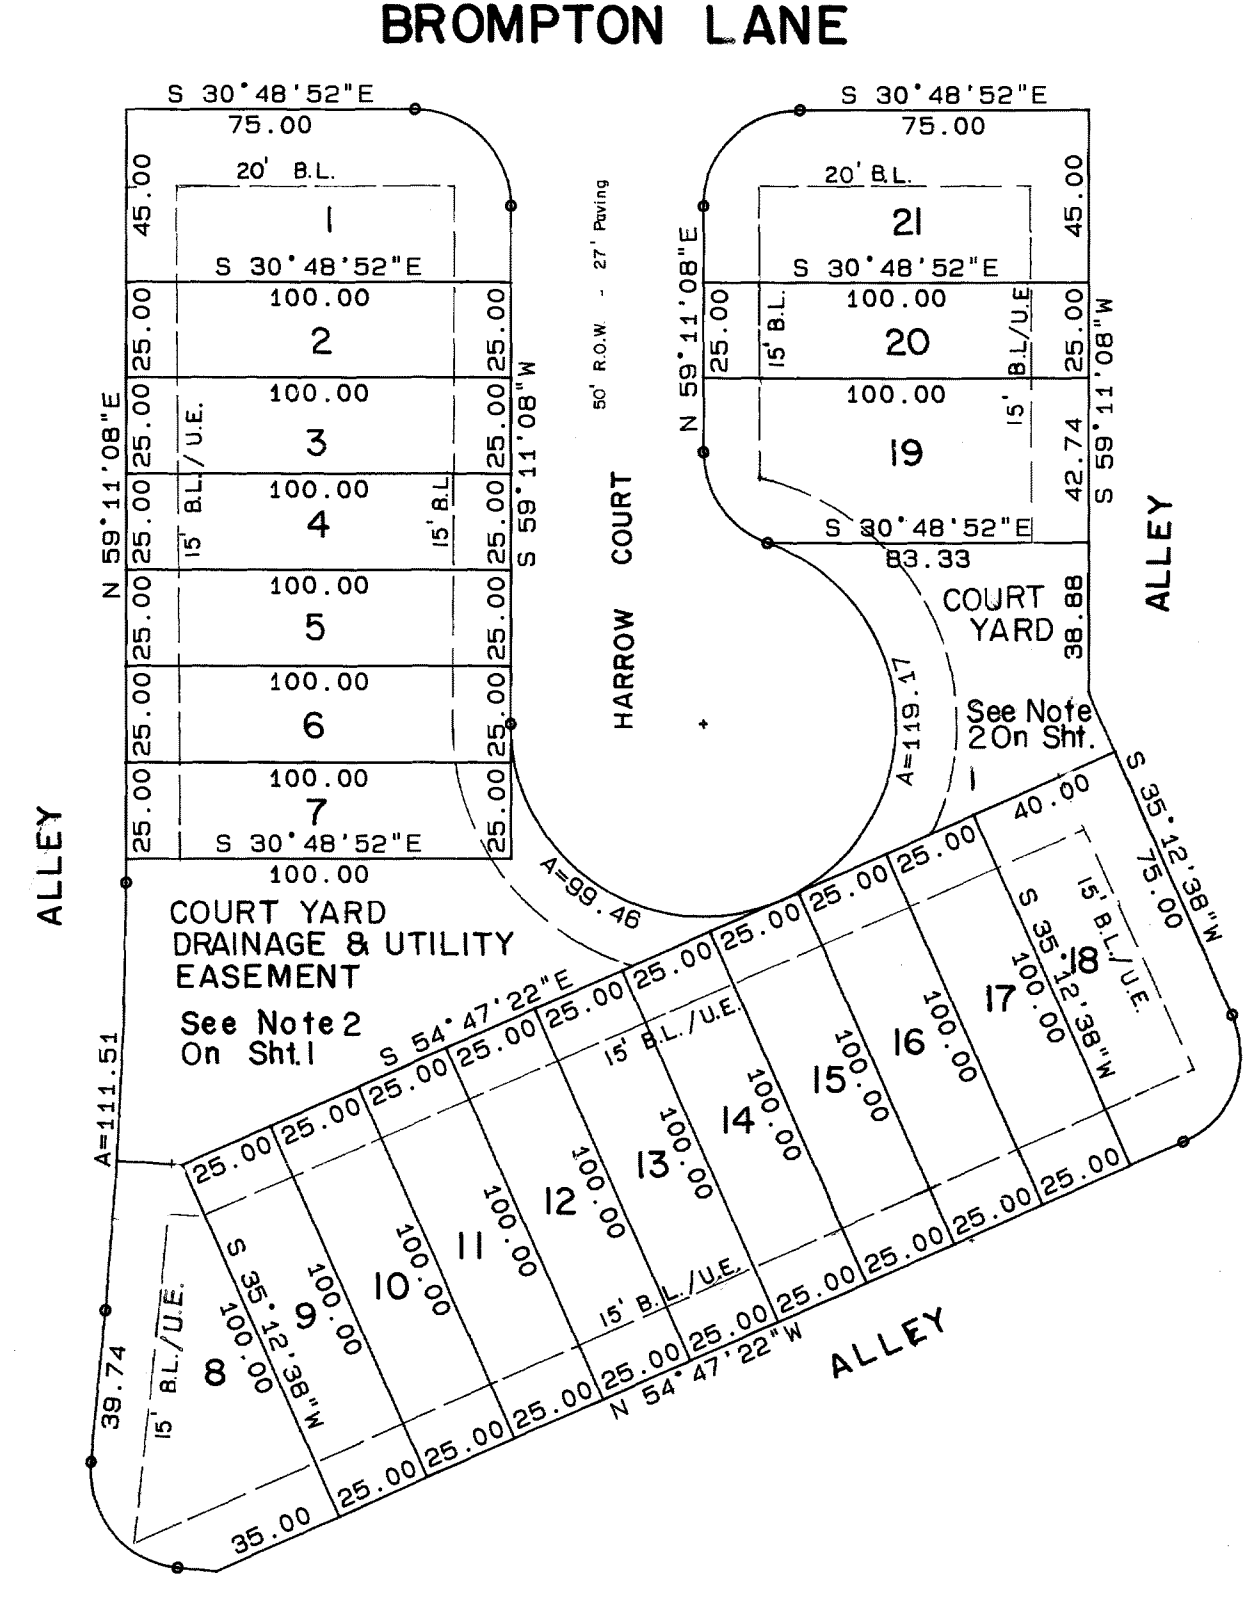 BROMPTON LANE
S 30°48'52"E
75.00
S 30°48'52"E
75.00
45.00
20' B.L.
1
S 30°48'52"E
50' R.O.W. - 27' Paving
20' B.L.
21
45.00
S 30°48'52"E
25.00
100.00
2
25.00
N 59°11'08"E
25.00
15' B.L.
100.00
20
15' B.L./U.E.
25.00
S 59°11'08"W
25.00
100.00
3
25.00
100.00
19
42.74
S 30°48'52"E
83.33
N 59°11'08"E
15' B.L./U.E.
S 59°11'08"W
25.00
100.00
4
15' B.L.
25.00
HARROW COURT
ALLEY
25.00
100.00
5
25.00
COURT
YARD
38.88
25.00
100.00
6
25.00
A=119.17
See Note
2 On Sht.
1
25.00
100.00
7
25.00
S 30°48'52"E
100.00
ALLEY
A=99.46
COURT YARD
DRAINAGE & UTILITY
EASEMENT
See Note 2
On Sht.1
A=111.51
S 54°47'22"E
25.00
25.00
25.00
25.00
25.00
25.00
25.00
25.00
25.00
40.00
S 35°12'38"W
75.00
15' B.L./U.E.
18
S 35°12'38"W
100.00
17
100.00
16
100.00
15
100.00
14
100.00
13
100.00
12
100.00
11
100.00
10
100.00
9
S 35°12'38"W
100.00
8
15' B.L./U.E.
15' B.L./U.E.
15' B.L./U.E.
39.74
35.00
25.00
25.00
25.00
25.00
25.00
25.00
25.00
25.00
25.00
25.00
N 54°47'22"W
ALLEY